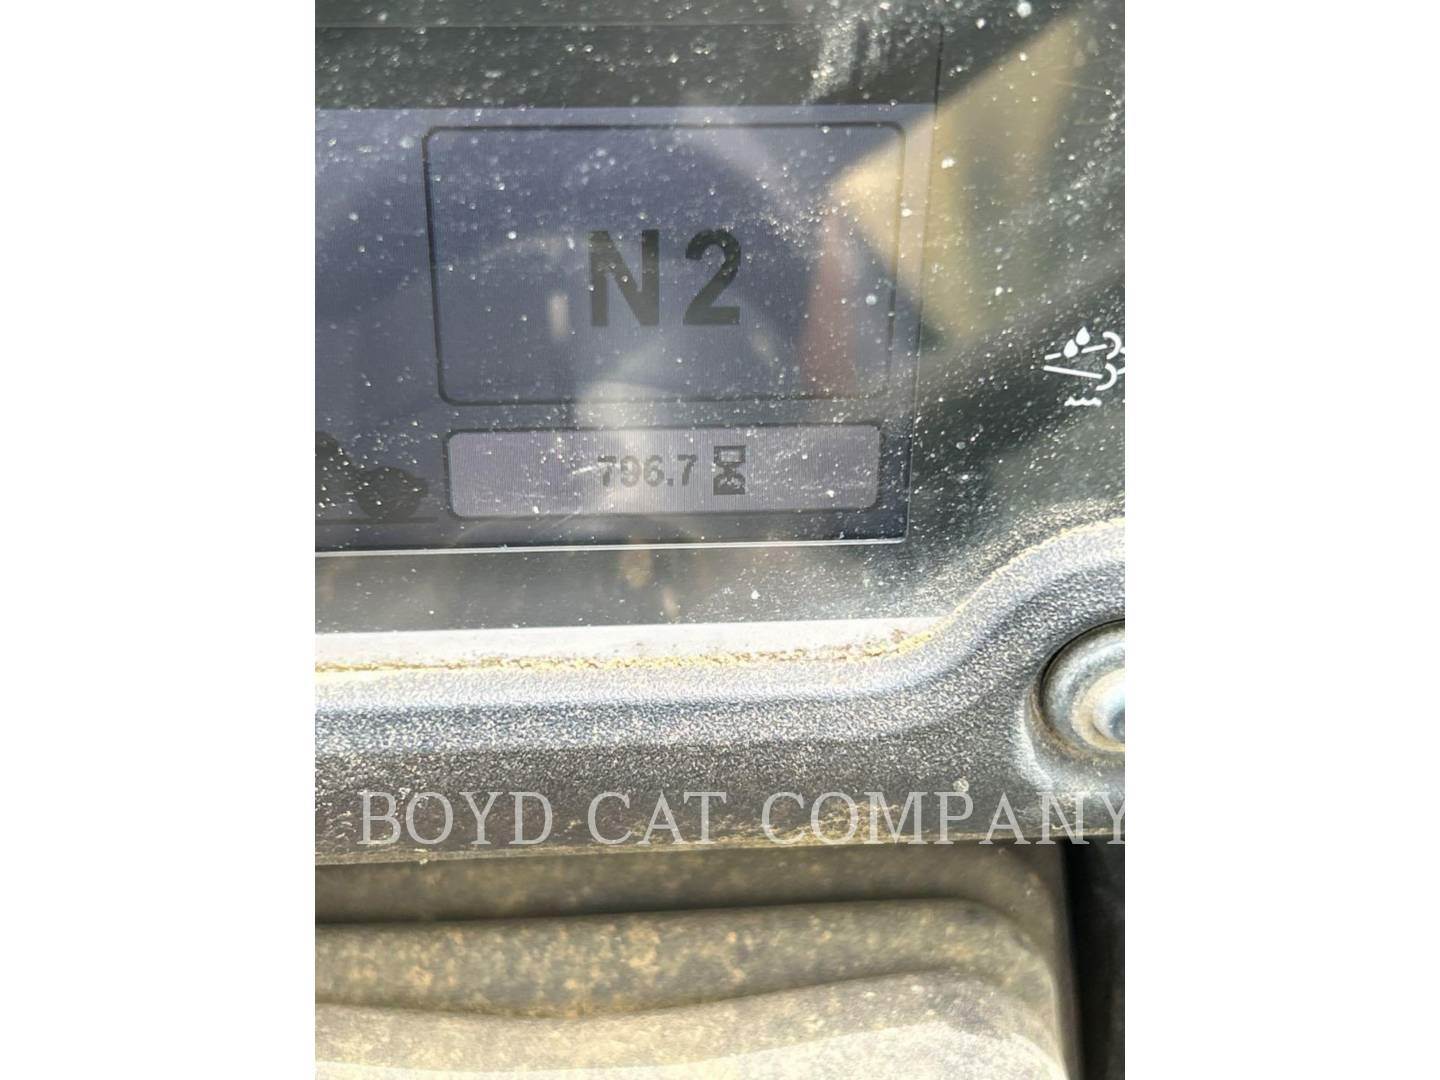 N2
796.7
BOYD CAT COMPANY